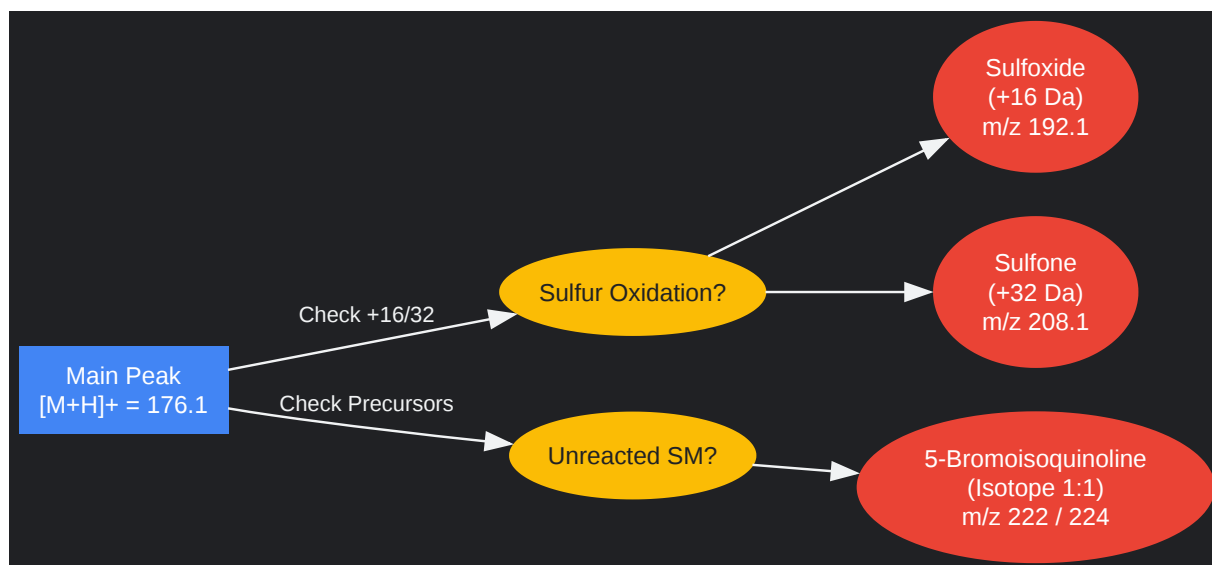 Main Peak
[M+H]+ = 176.1
Check +16/32
Check Precursors
Sulfur Oxidation?
Unreacted SM?
Sulfoxide
(+16 Da)
m/z 192.1
Sulfone
(+32 Da)
m/z 208.1
5-Bromoisoquinoline
(Isotope 1:1)
m/z 222 / 224